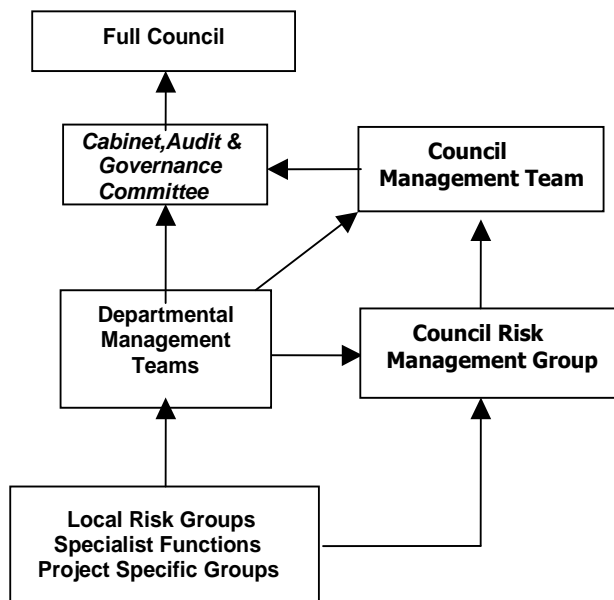 Full Council
Cabinet,Audit &
Governance
Committee
Council
Management Team
Departmental
Management
Teams
Council Risk
Management Group
Local Risk Groups
Specialist Functions
Project Specific Groups